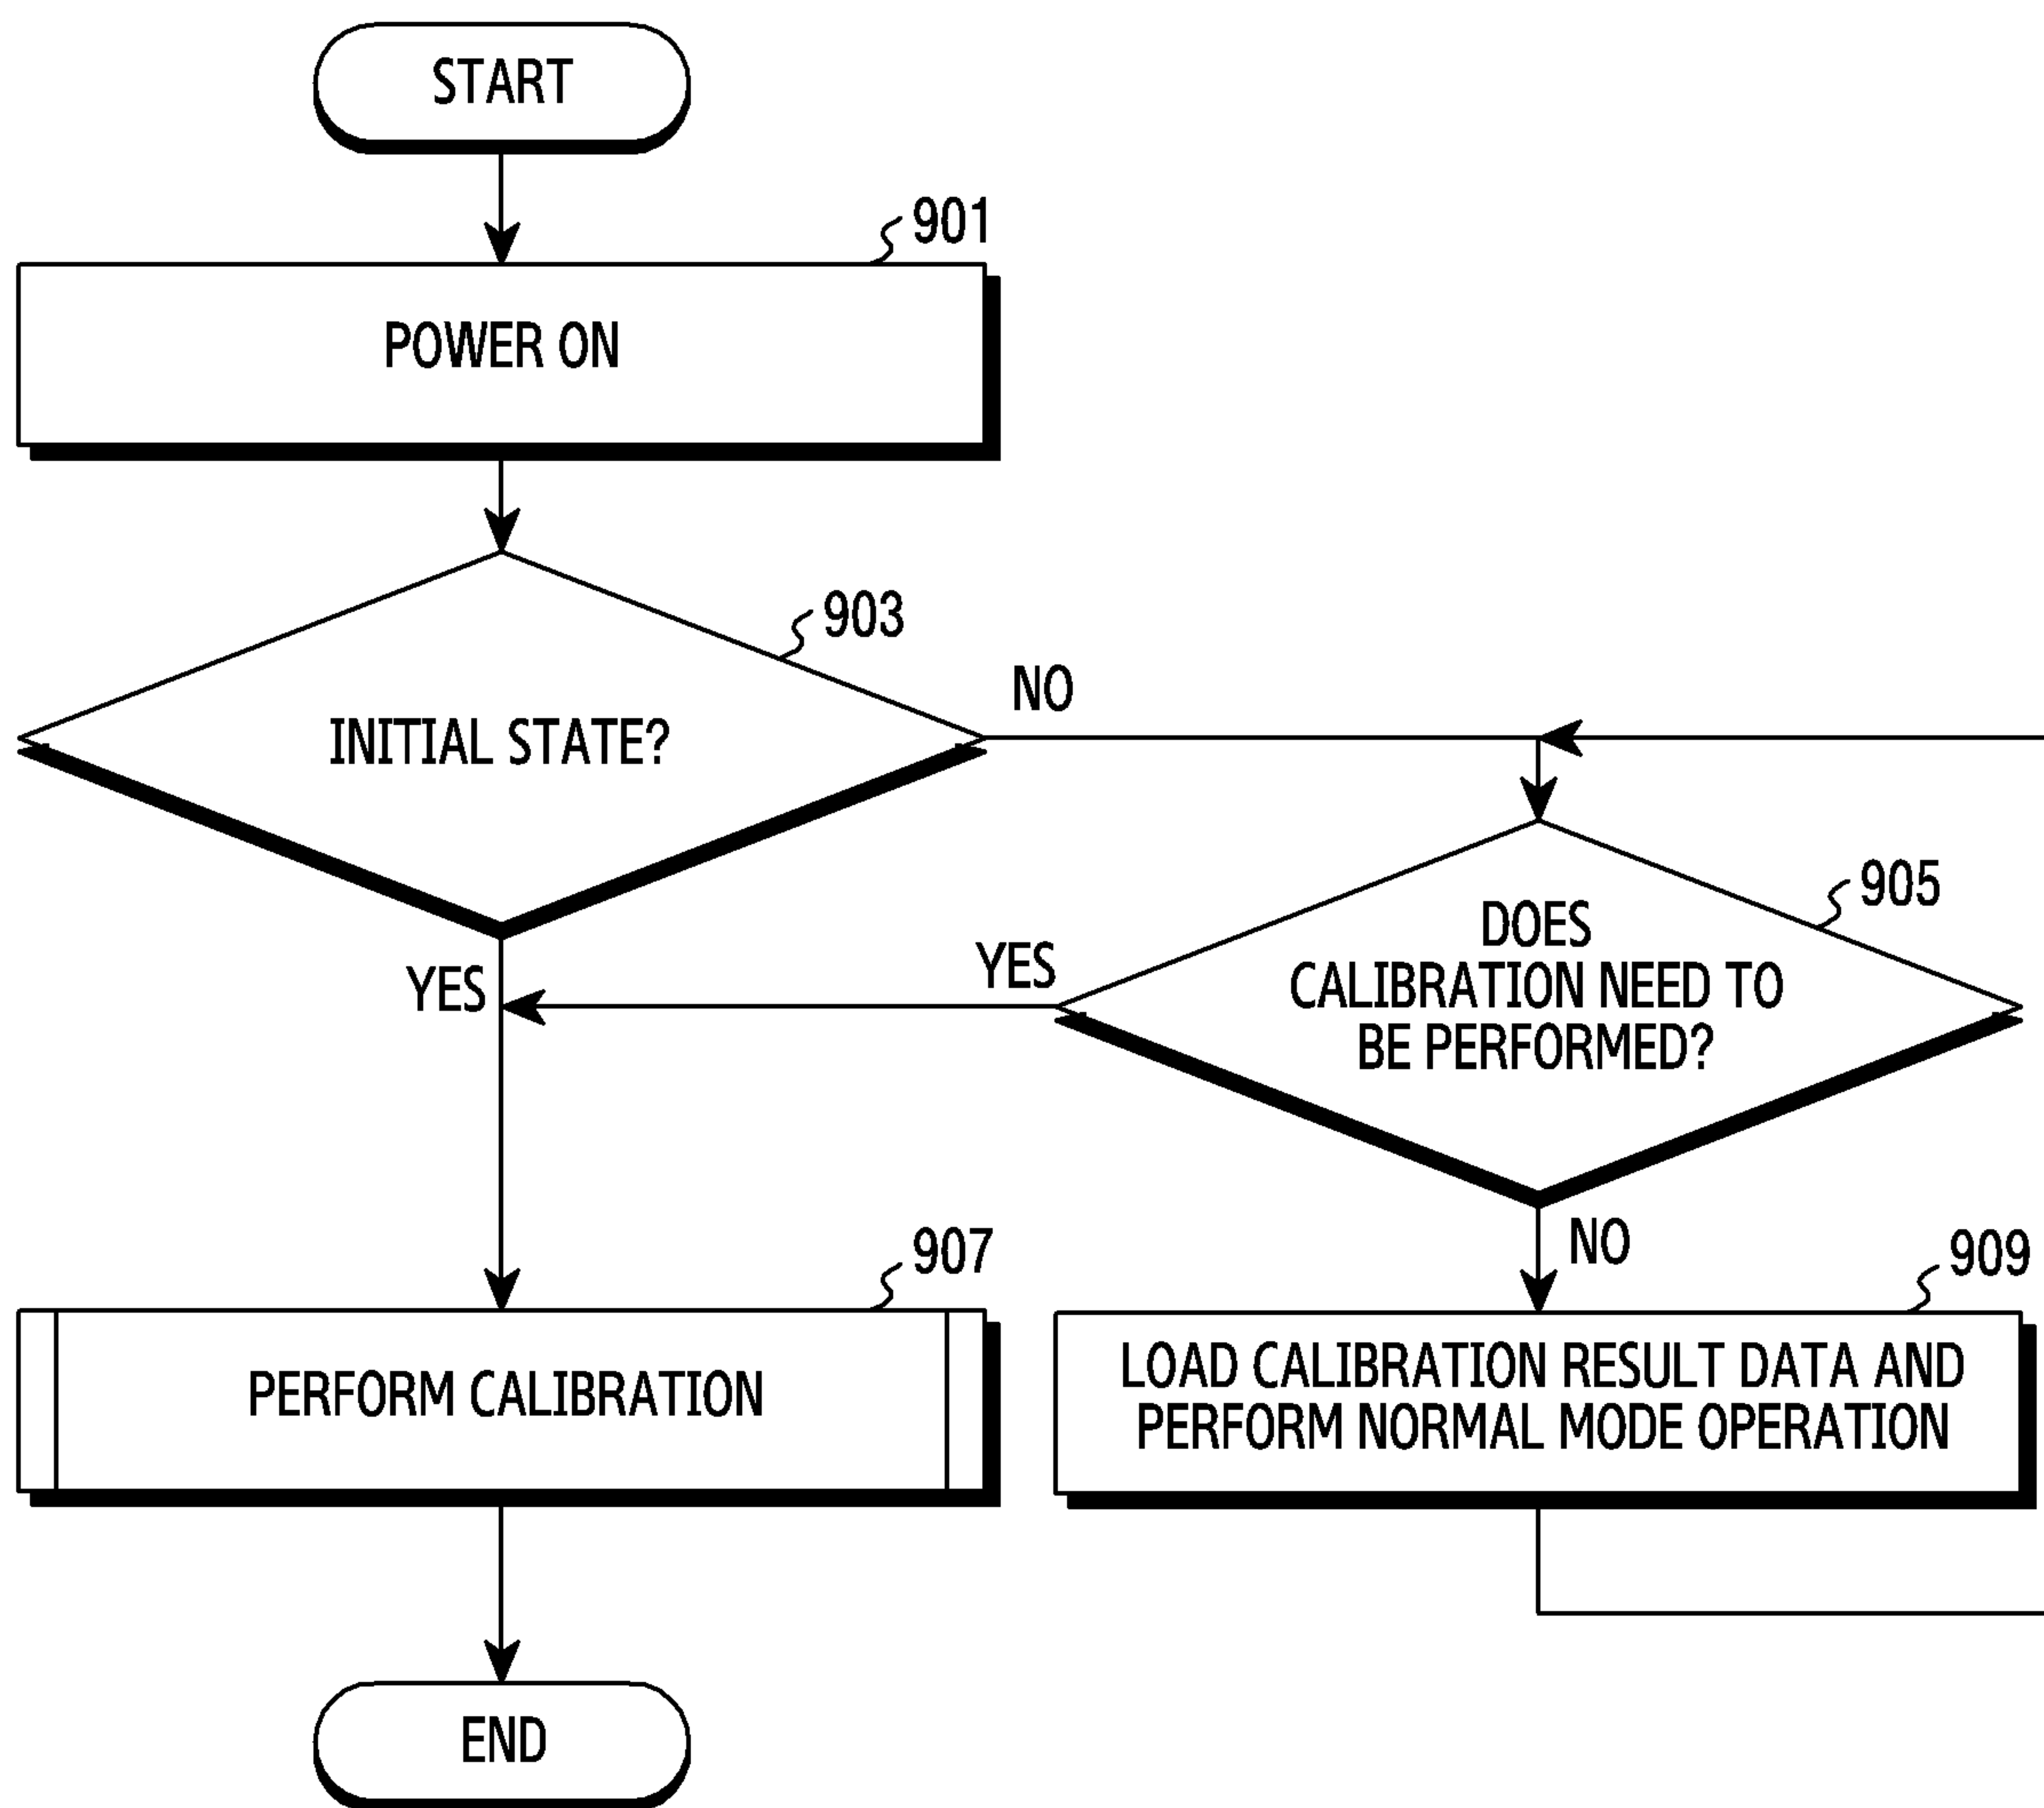 START
901
POWER ON
903
INITIAL STATE?
NO
905
DOES
CALIBRATION NEED TO
BE PERFORMED?
YES
YES
NO
907
PERFORM CALIBRATION
909
LOAD CALIBRATION RESULT DATA AND
PERFORM NORMAL MODE OPERATION
END